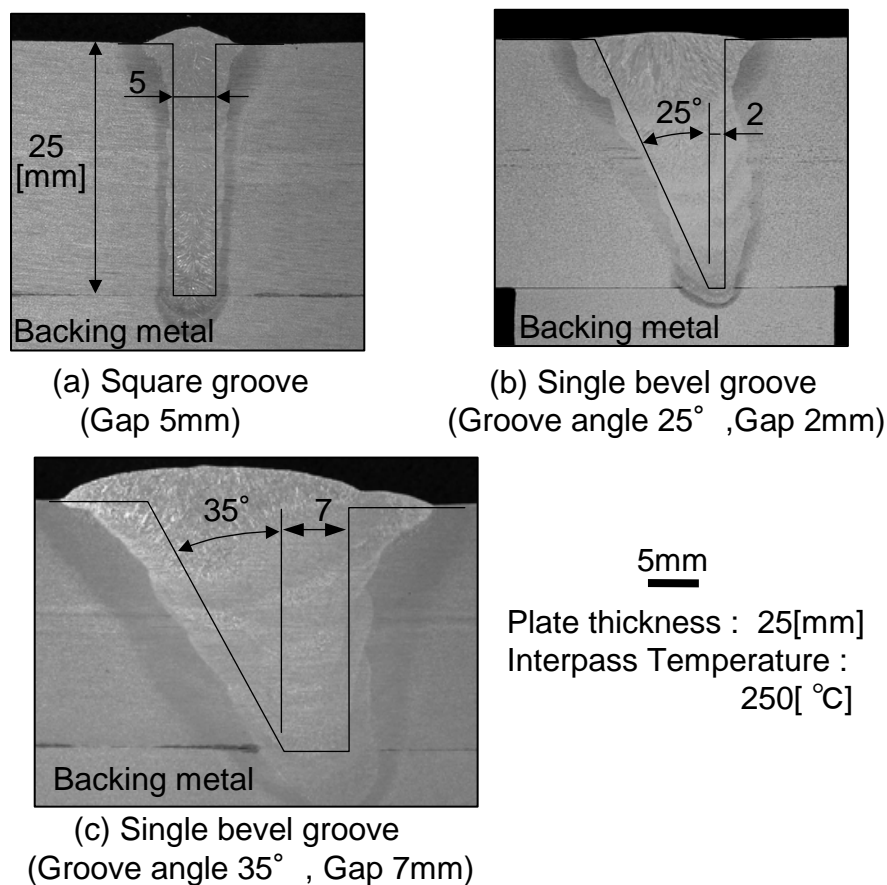 5
25
[mm]
Backing metal
(a) Square groove
(Gap 5mm)
25°
2
Backing metal
(b) Single bevel groove
(Groove angle 25° ,Gap 2mm)
35°
7
Backing metal
(c) Single bevel groove
(Groove angle 35° , Gap 7mm)
5mm
Plate thickness : 25[mm]
Interpass Temperature :
250[ °C]